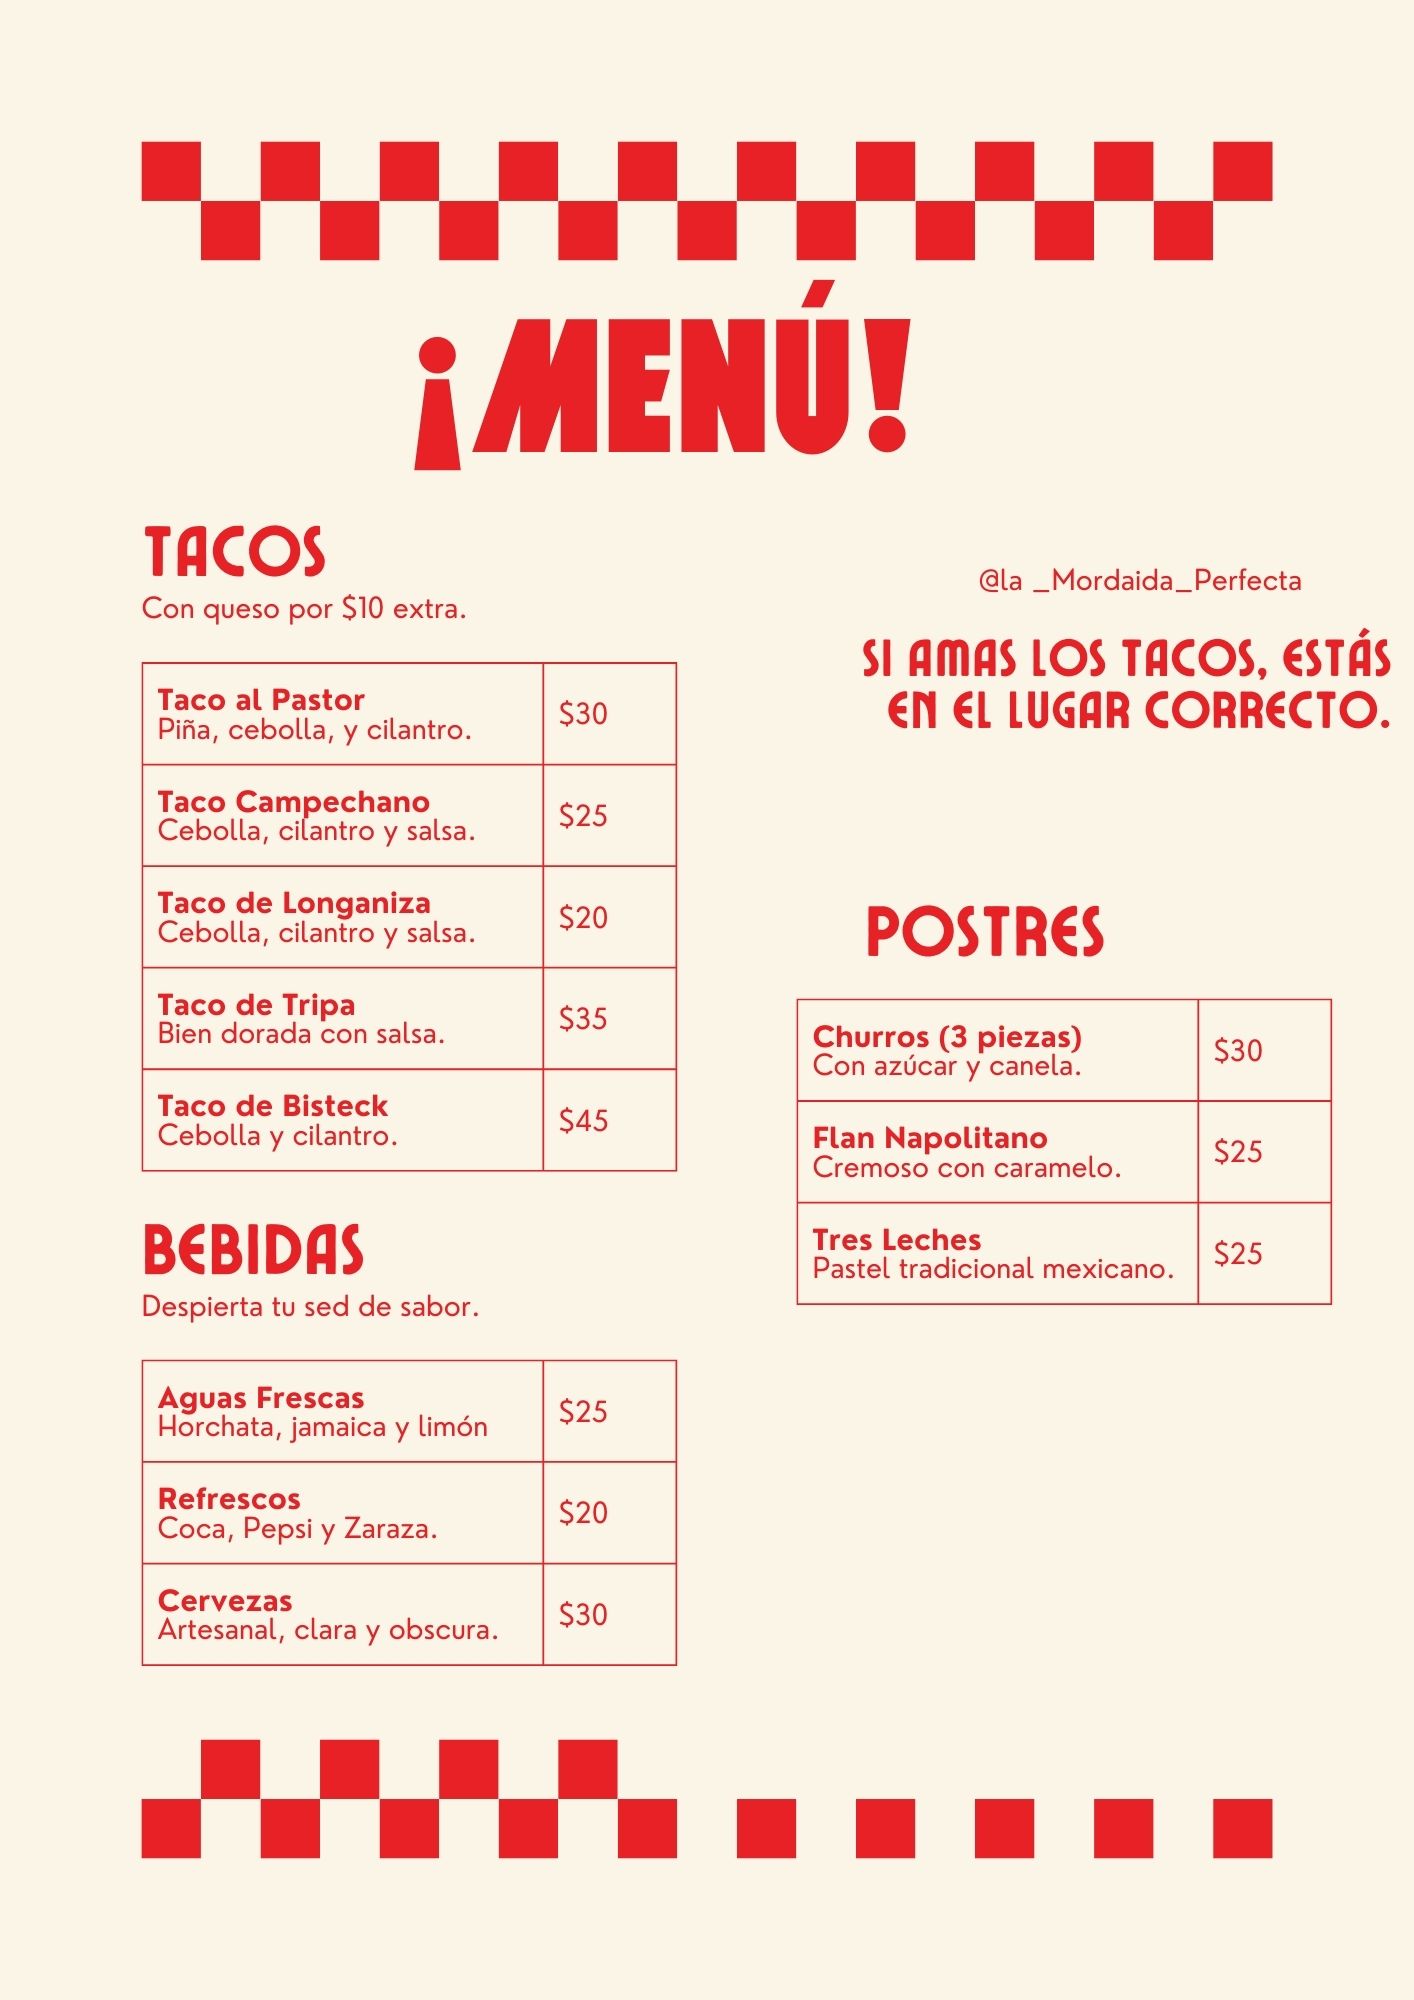 ¡MENÚ!
TACOS
Con queso por $10 extra.
Taco al Pastor
Piña, cebolla, y cilantro.
$30
Taco Campechano
Cebolla, cilantro y salsa.
$25
Taco de Longaniza
Cebolla, cilantro y salsa.
$20
Taco de Tripa
Bien dorada con salsa.
$35
Taco de Bisteck
Cebolla y cilantro.
$45
BEBIDAS
Despierta tu sed de sabor.
Aguas Frescas
Horchata, jamaica y limón
$25
Refrescos
Coca, Pepsi y Zaraza.
$20
Cervezas
Artesanal, clara y obscura.
$30
@la _Mordaida_Perfecta
SI AMAS LOS TACOS, ESTÁS
EN EL LUGAR CORRECTO.
POSTRES
Churros (3 piezas)
Con azúcar y canela.
$30
Flan Napolitano
Cremoso con caramelo.
$25
Tres Leches
Pastel tradicional mexicano.
$25